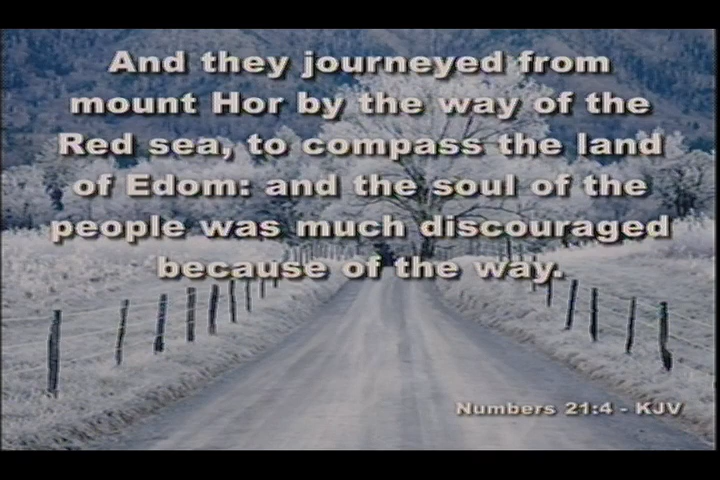 And they journeyed from
mount Hor by the way of the
Red sea, to compass the land
of Edom: and the soul of the
people was much discouraged
because of the way.
Numbers 21:4 - KJV